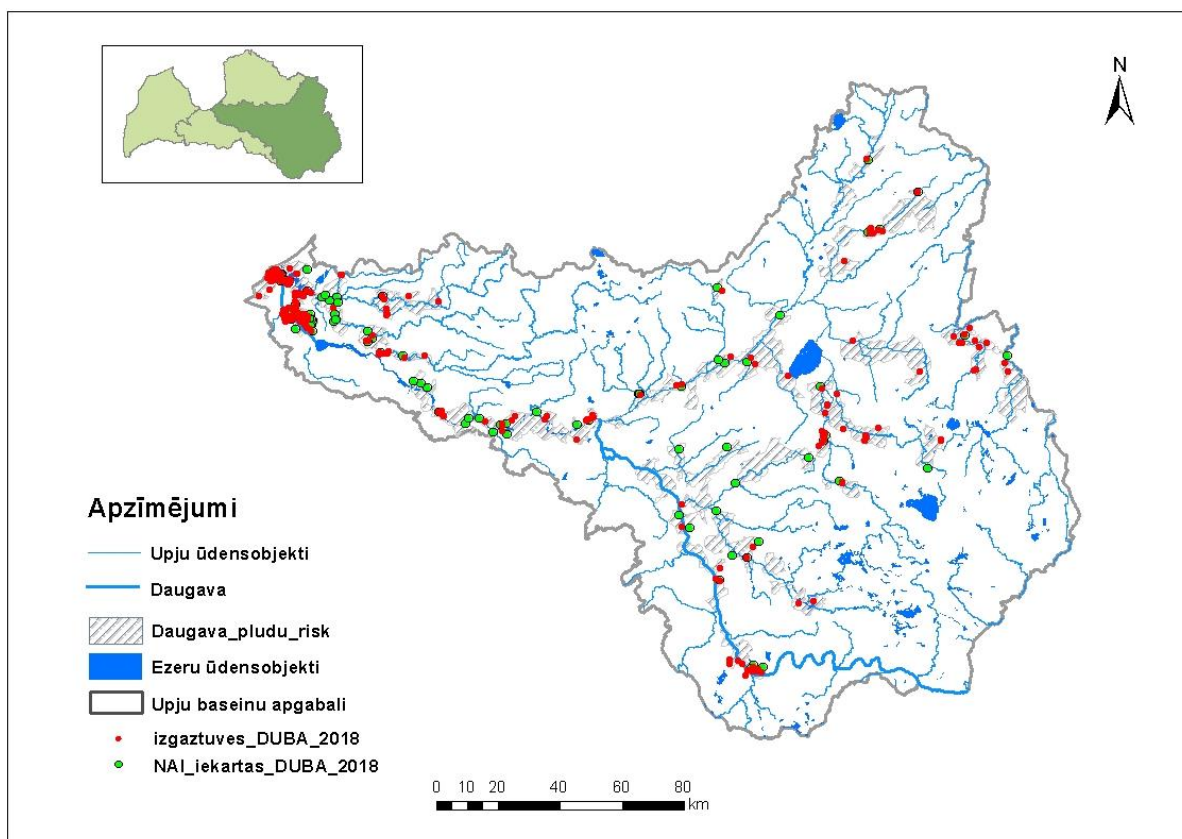 N
Apzīmējumi
Upju ūdensobjekti
Daugava
Daugava_pludu_risk
Ezeru ūdensobjekti
Upju baseinu apgabali
izgaztuves_DUBA_2018
NAI_iekartas_DUBA_2018
0 10 20 40 60 80
km